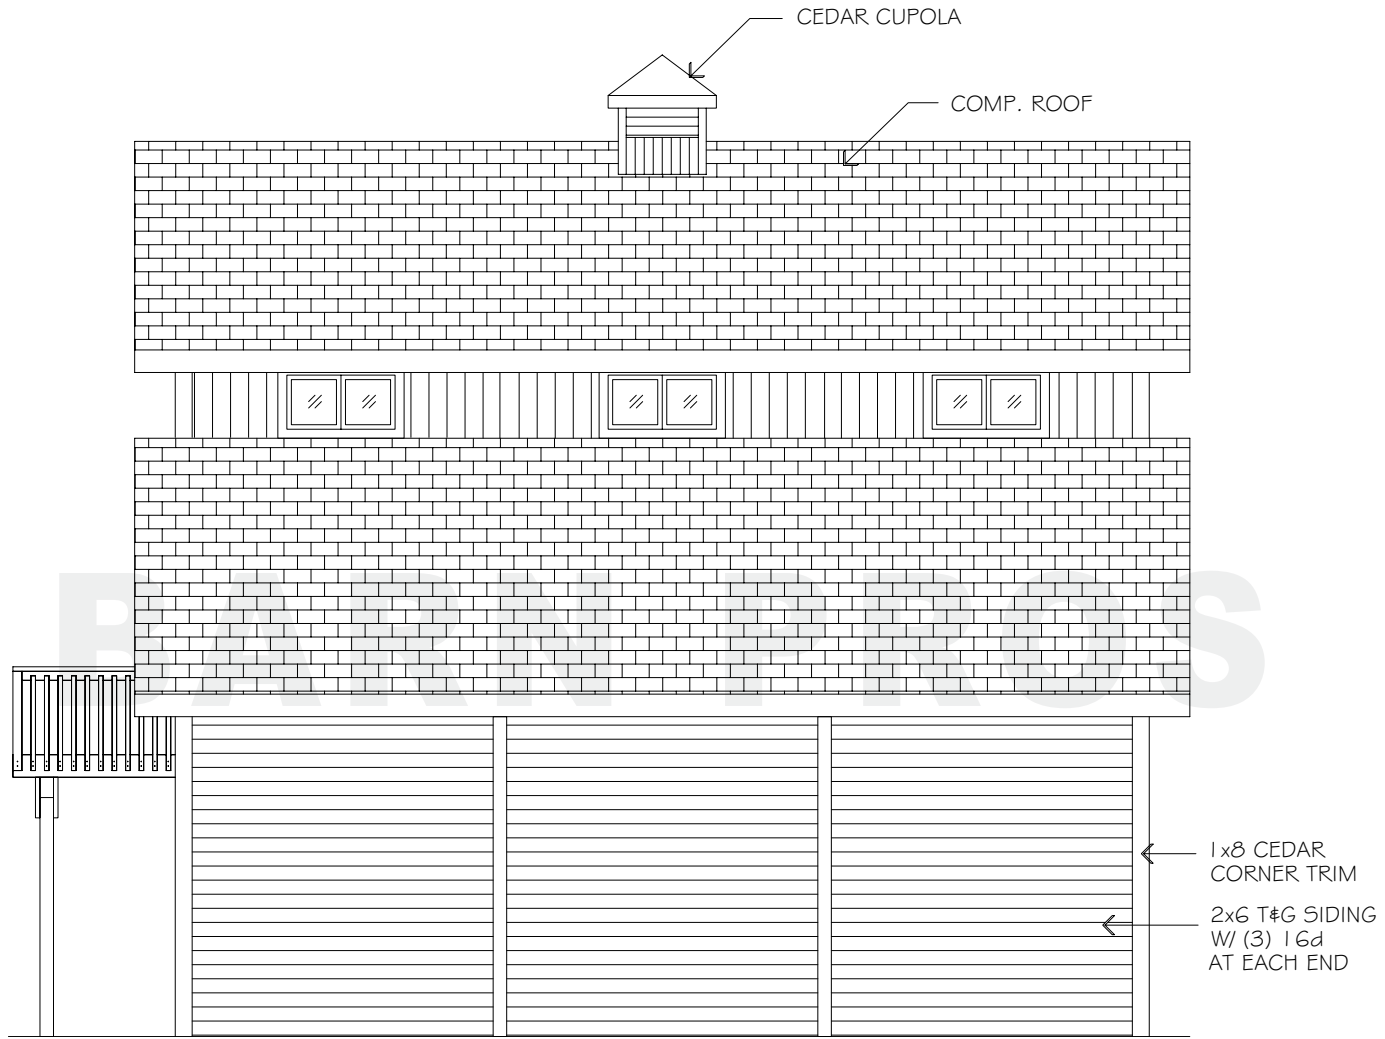 CEDAR CUPOLA
COMP. ROOF
BARN PROS
1x8 CEDAR
CORNER TRIM
2x6 T&G SIDING
W/ (3) 16d
AT EACH END